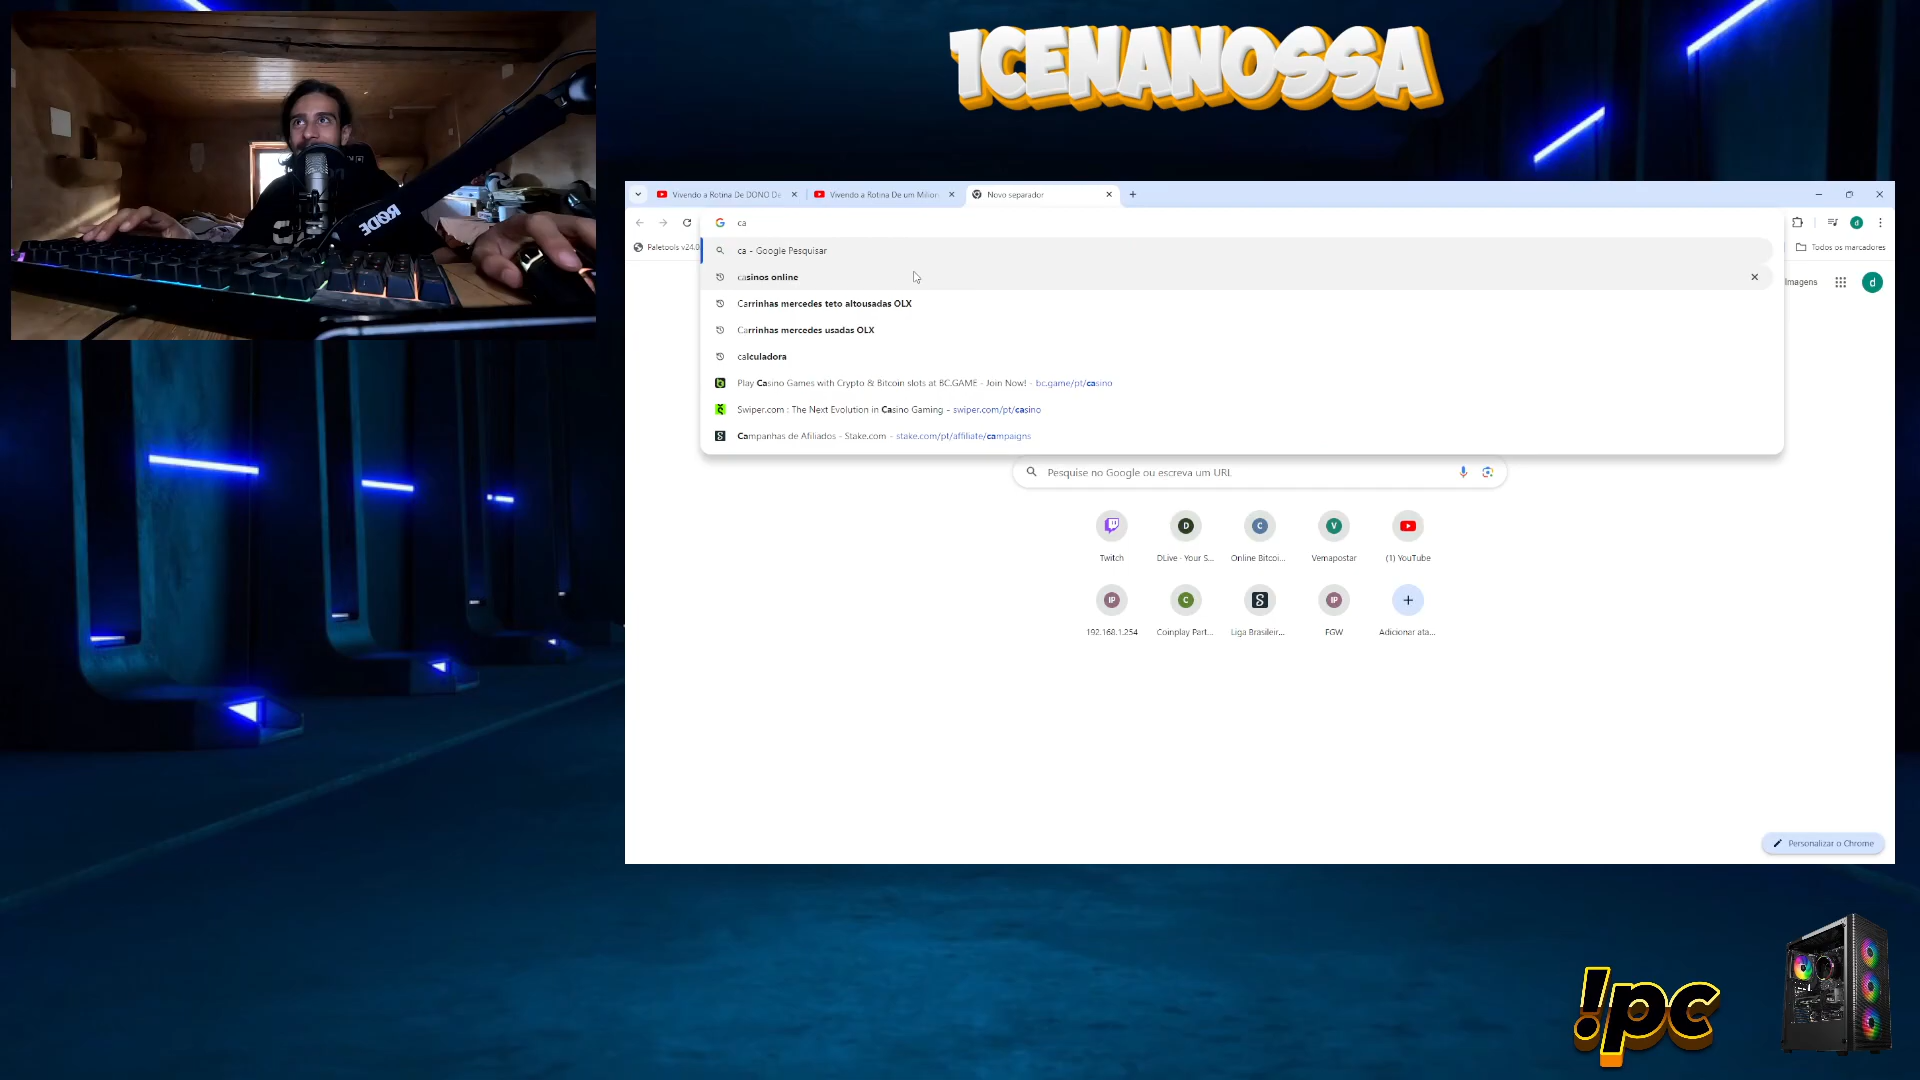 1CENANOSSA
RØDE
Vivendo a Rotina De DONO De
Vivendo a Rotina De um Milion
Novo separador
ca
Paletools v24.0
Todos os marcadores
ca - Google Pesquisar
casinos online
Carrinhas mercedes teto altousadas OLX
Carrinhas mercedes usadas OLX
calculadora
Play Casino Games with Crypto & Bitcoin slots at BC.GAME - Join Now! - bc.game/pt/casino
Swiper.com : The Next Evolution in Casino Gaming - swiper.com/pt/casino
Campanhas de Afiliados - Stake.com - stake.com/pt/affiliate/campaigns
Imagens
d
d
Pesquise no Google ou escreva um URL
D
C
V
Twitch
DLive - Your S...
Online Bitcoi...
Vemapostar
(1) YouTube
IP
C
S
IP
192.168.1.254
Coinplay Part...
Liga Brasileir...
FGW
Adicionar ata...
Personalizar o Chrome
!pc